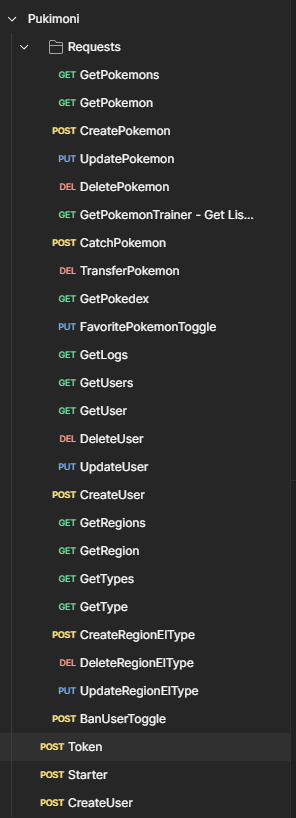 Pukimoni
Requests
GET GetPokemons
GET GetPokemon
POST CreatePokemon
PUT UpdatePokemon
DEL DeletePokemon
GET GetPokemonTrainer - Get Lis...
POST CatchPokemon
DEL TransferPokemon
GET GetPokedex
PUT FavoritePokemonToggle
GET GetLogs
GET GetUsers
GET GetUser
DEL DeleteUser
PUT UpdateUser
POST CreateUser
GET GetRegions
GET GetRegion
GET GetTypes
GET GetType
POST CreateRegionElType
DEL DeleteRegionElType
PUT UpdateRegionElType
POST BanUserToggle
POST Token
POST Starter
POST CreateUser